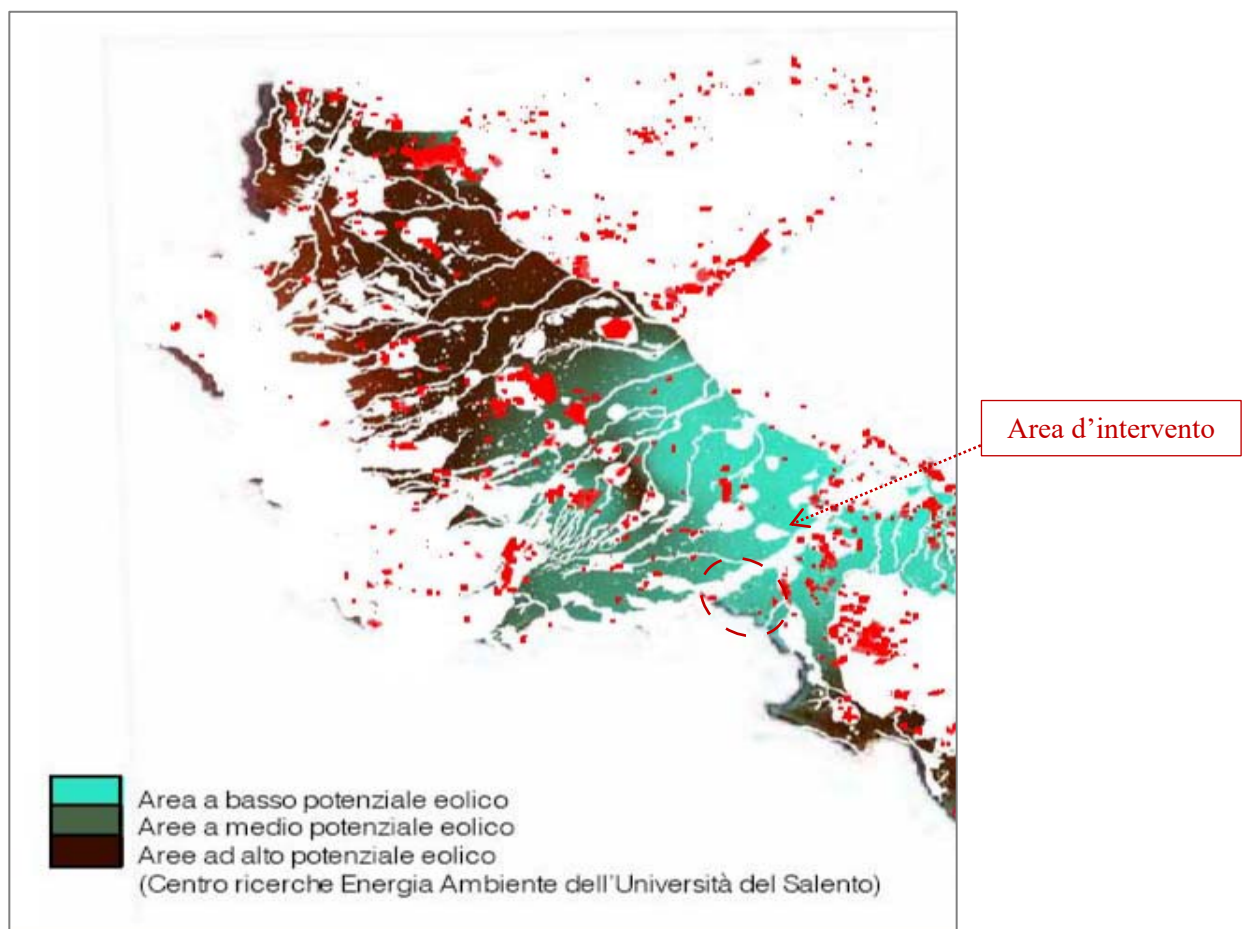 Area d’intervento
Area a basso potenziale eolico
Aree a medio potenziale eolico
Aree ad alto potenziale eolico
(Centro ricerche Energia Ambiente dell'Università del Salento)